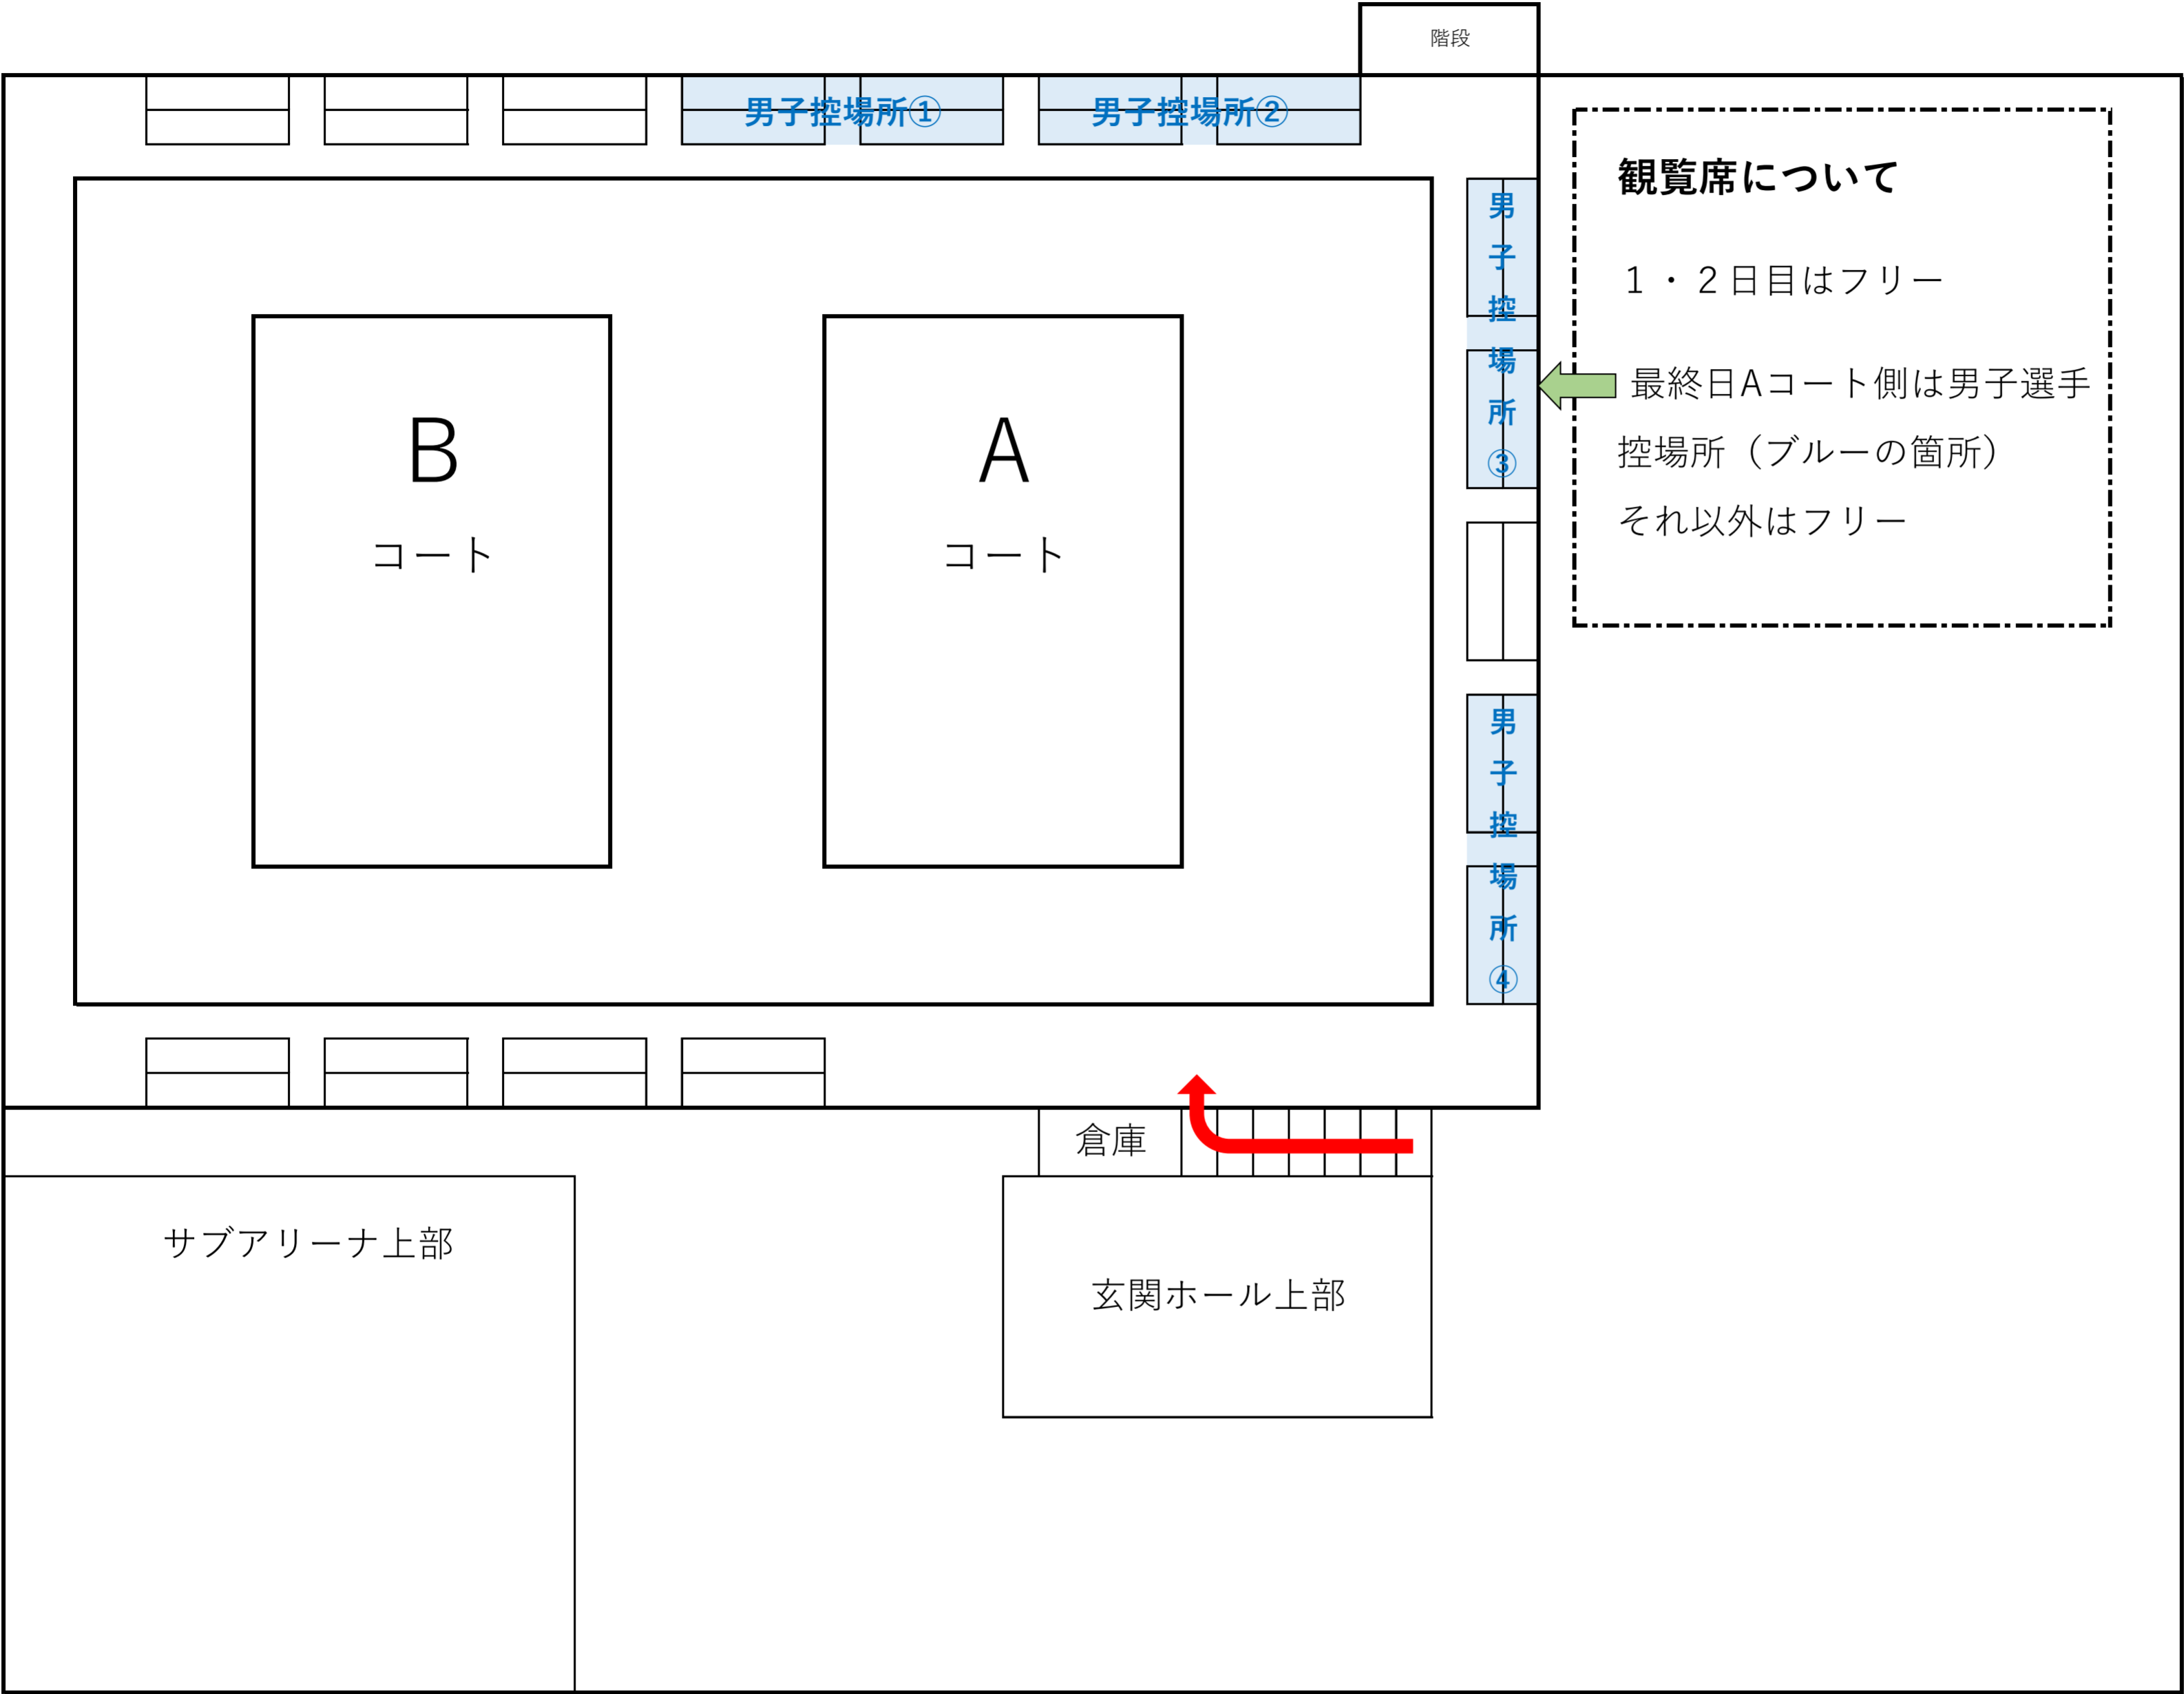 階段
男子控場所①
男子控場所②
観覧席について
１・２日目はフリー
最終日Aコート側は男子選手
控場所（ブルーの箇所）
それ以外はフリー
男子控場所③
B
コート
A
コート
男子控場所④
倉庫
サブアリーナ上部
玄関ホール上部